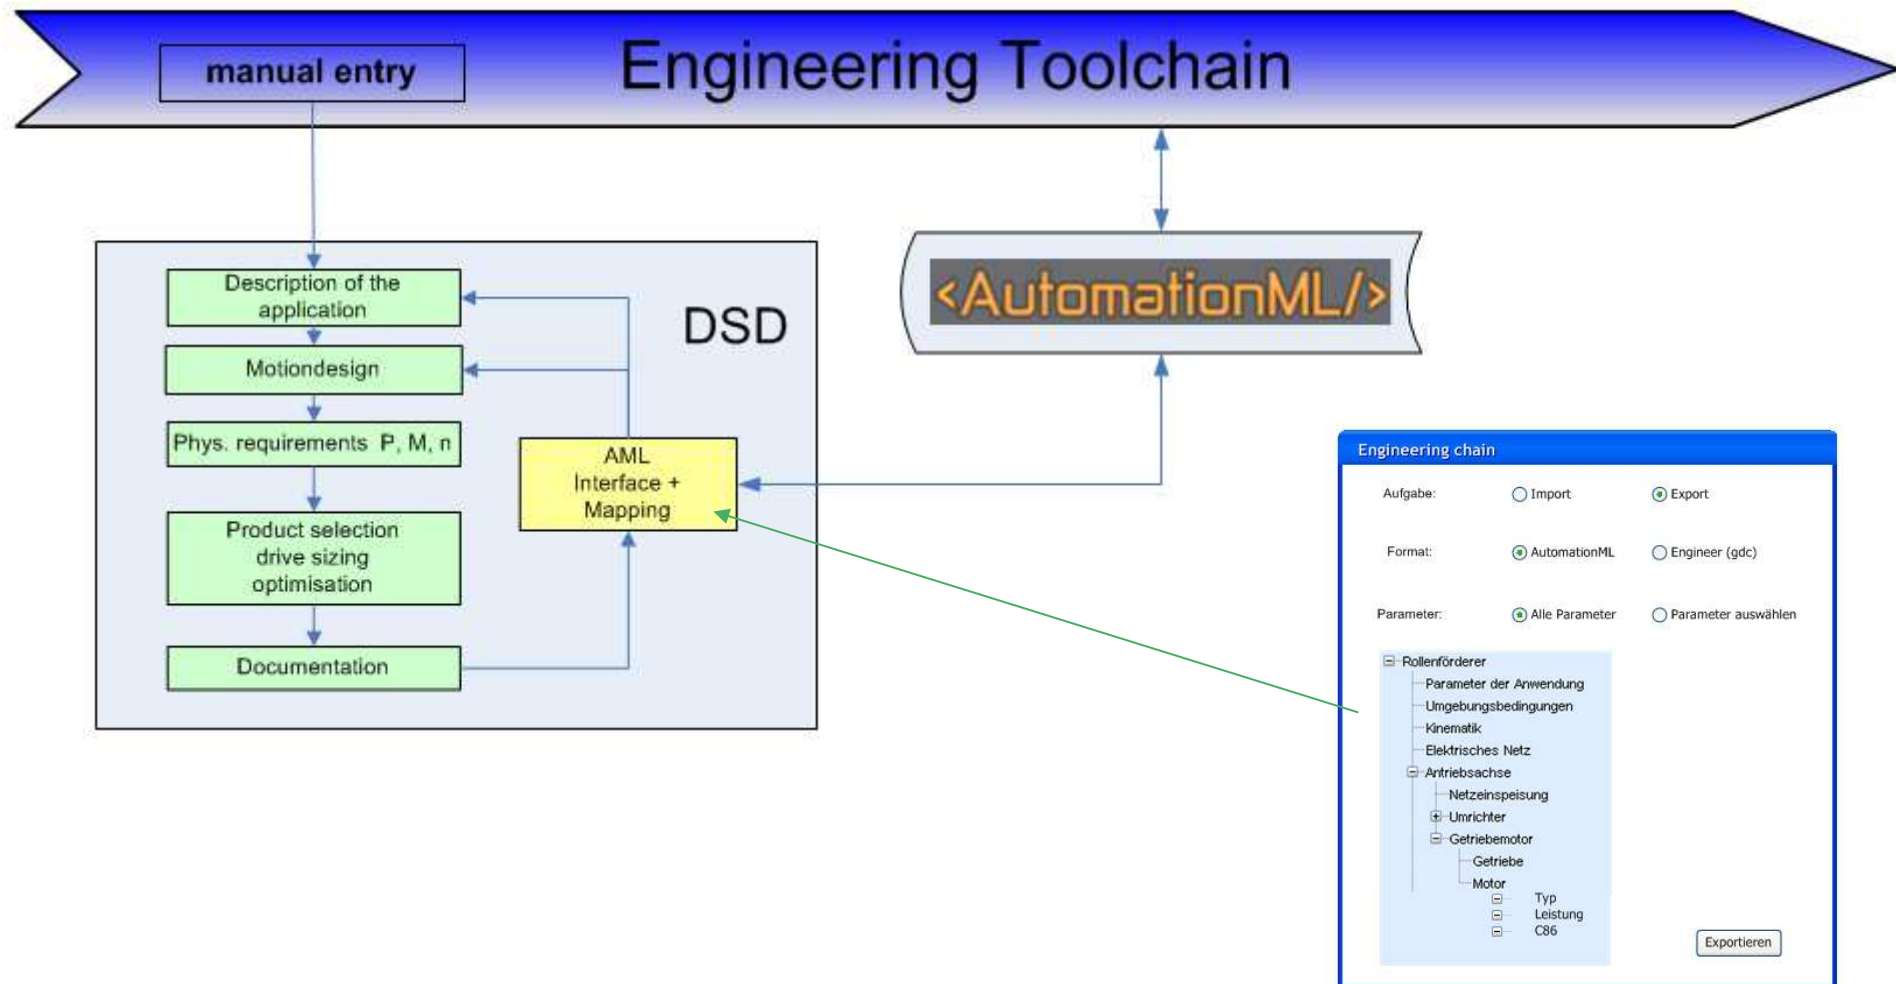 manual entry
Engineering Toolchain
Description of the
application
DSD
Motiondesign
Phys. requirements P, M, n
Product selection
drive sizing
optimisation
Documentation
AML
Interface +
Mapping
<AutomationML/>
Engineering chain
Aufgabe: Import Export
Format: AutomationML Engineer (gdc)
Parameter: Alle Parameter Parameter auswählen
Rollenförderer
Parameter der Anwendung
Umgebungsbedingungen
Kinematik
Elektrisches Netz
Antriebsachse
Netzeinspeisung
Umrichter
Getriebemotor
Getriebe
Motor
Typ
Leistung
C86
Exportieren